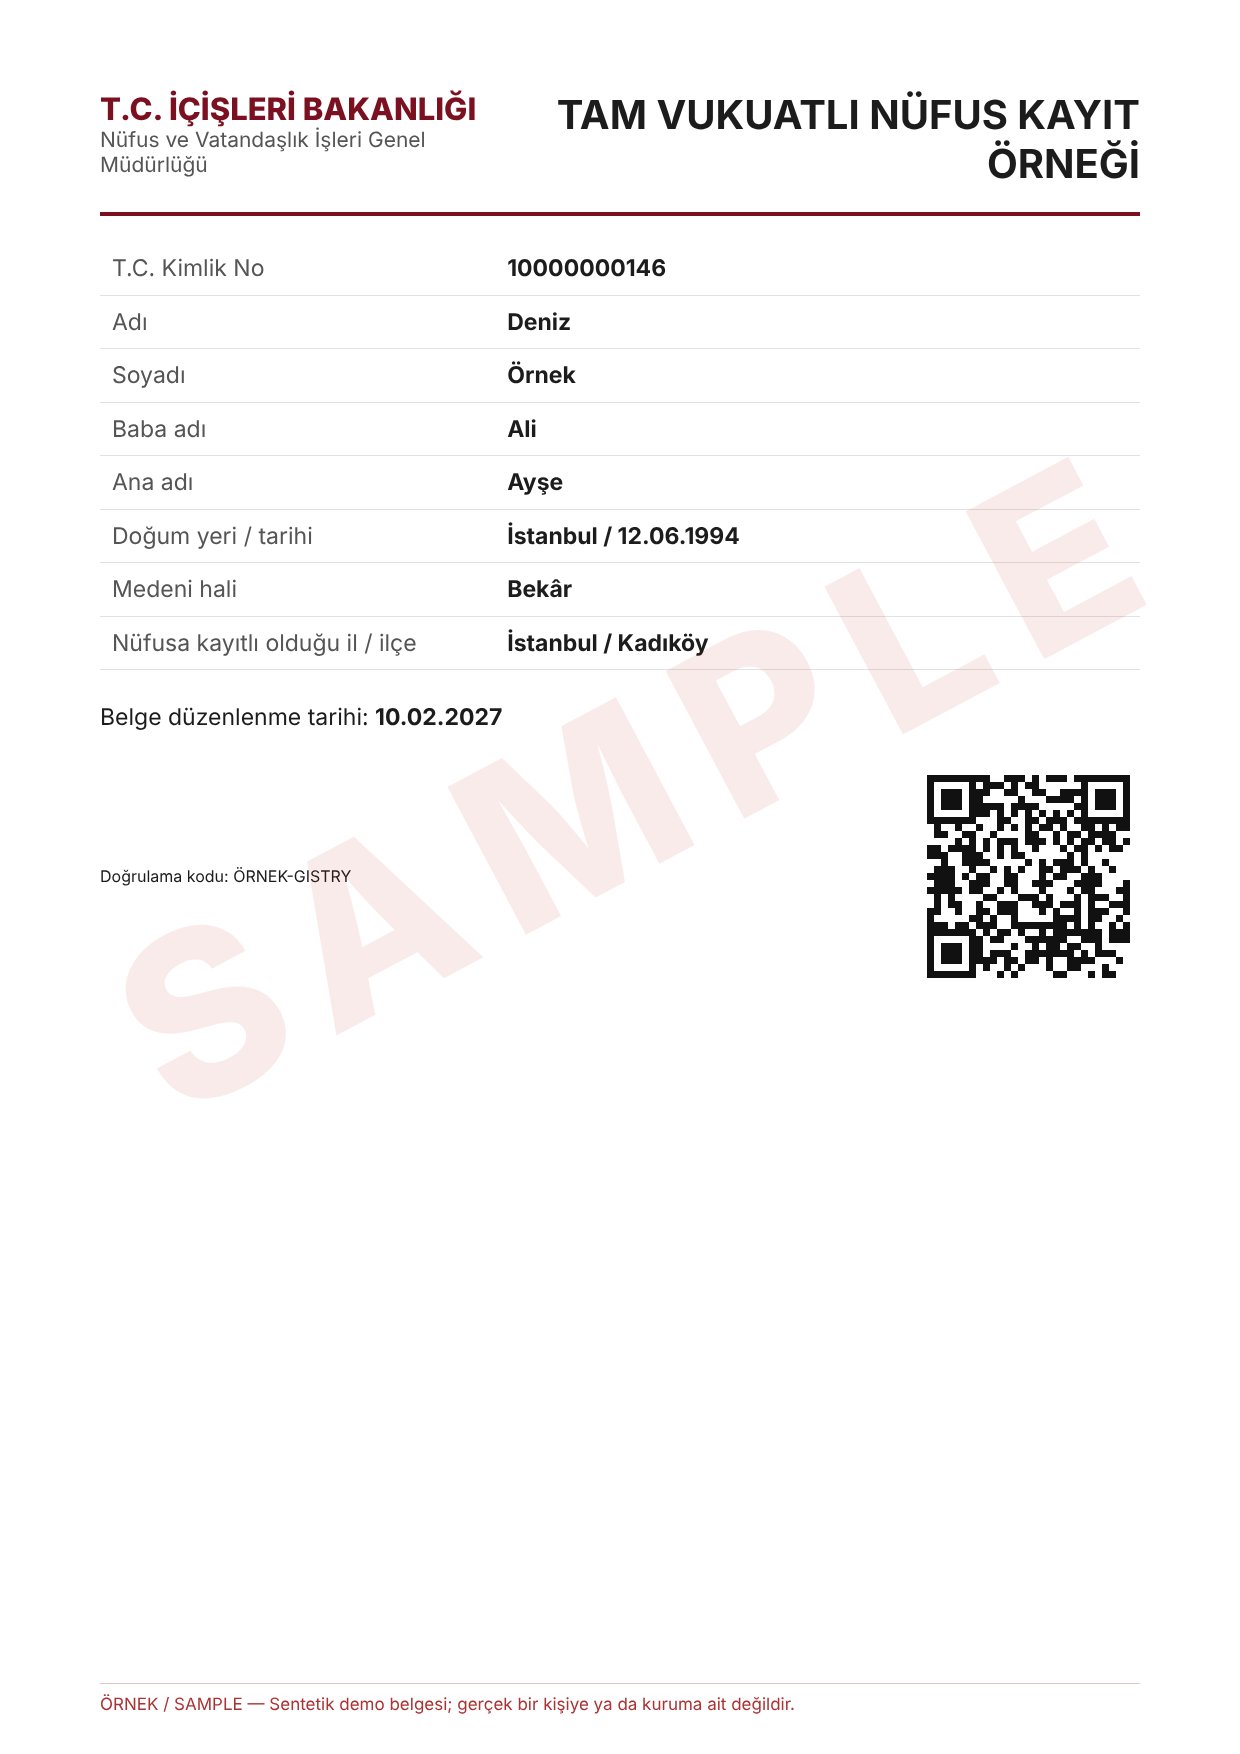 T.C. İÇİŞLERİ BAKANLIĞI
Nüfus ve Vatandaşlık İşleri Genel
Müdürlüğü
TAM VUKUATLI NÜFUS KAYIT
ÖRNEĞİ
T.C. Kimlik No 10000000146
Adı Deniz
Soyadı Örnek
Baba adı Ali
Ana adı Ayşe
Doğum yeri / tarihi İstanbul / 12.06.1994
Medeni hali Bekâr
Nüfusa kayıtlı olduğu il / ilçe İstanbul / Kadıköy
Belge düzenlenme tarihi: 10.02.2027
Doğrulama kodu: ÖRNEK-GISTRY
SAMPLE
ÖRNEK / SAMPLE — Sentetik demo belgesi; gerçek bir kişiye ya da kuruma ait değildir.